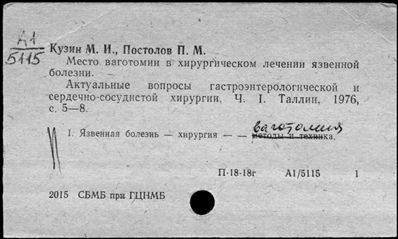 А1
5115
Кузин М. И., Постолов П. М.
Место ваготомии в хирургическом лечении язвенной
болезни.
Актуальные вопросы гастроэнтерологической и
сердечно-сосудистой хирургии, Ч. I. Таллин, 1976,
с. 5—8.
ваготомия
1. Язвенная болезнь — хирургия — — методы и техника.
П-18-18г А1/5115 1
2015 СБМБ при ГЦНМБ